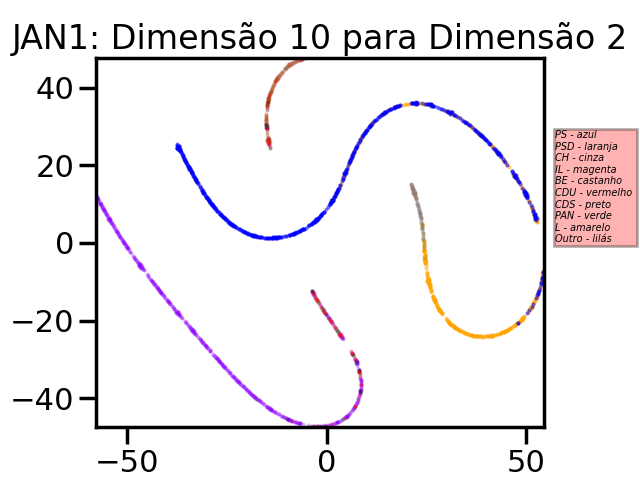 JAN1: Dimensão 10 para Dimensão 2
40
20
0
−20
−40
−50
0
50
PS - azul
PSD - laranja
CH - cinza
IL - magenta
BE - castanho
CDU - vermelho
CDS - preto
PAN - verde
L - amarelo
Outro - lilás